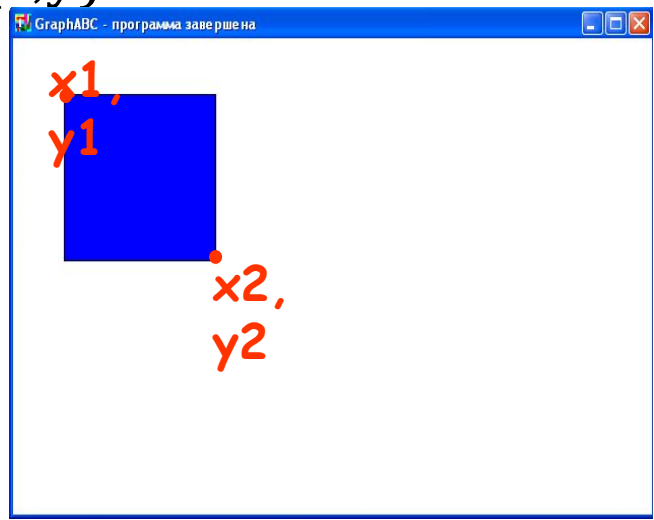 GraphABC - программа завершена
x1,
y1
x2,
y2